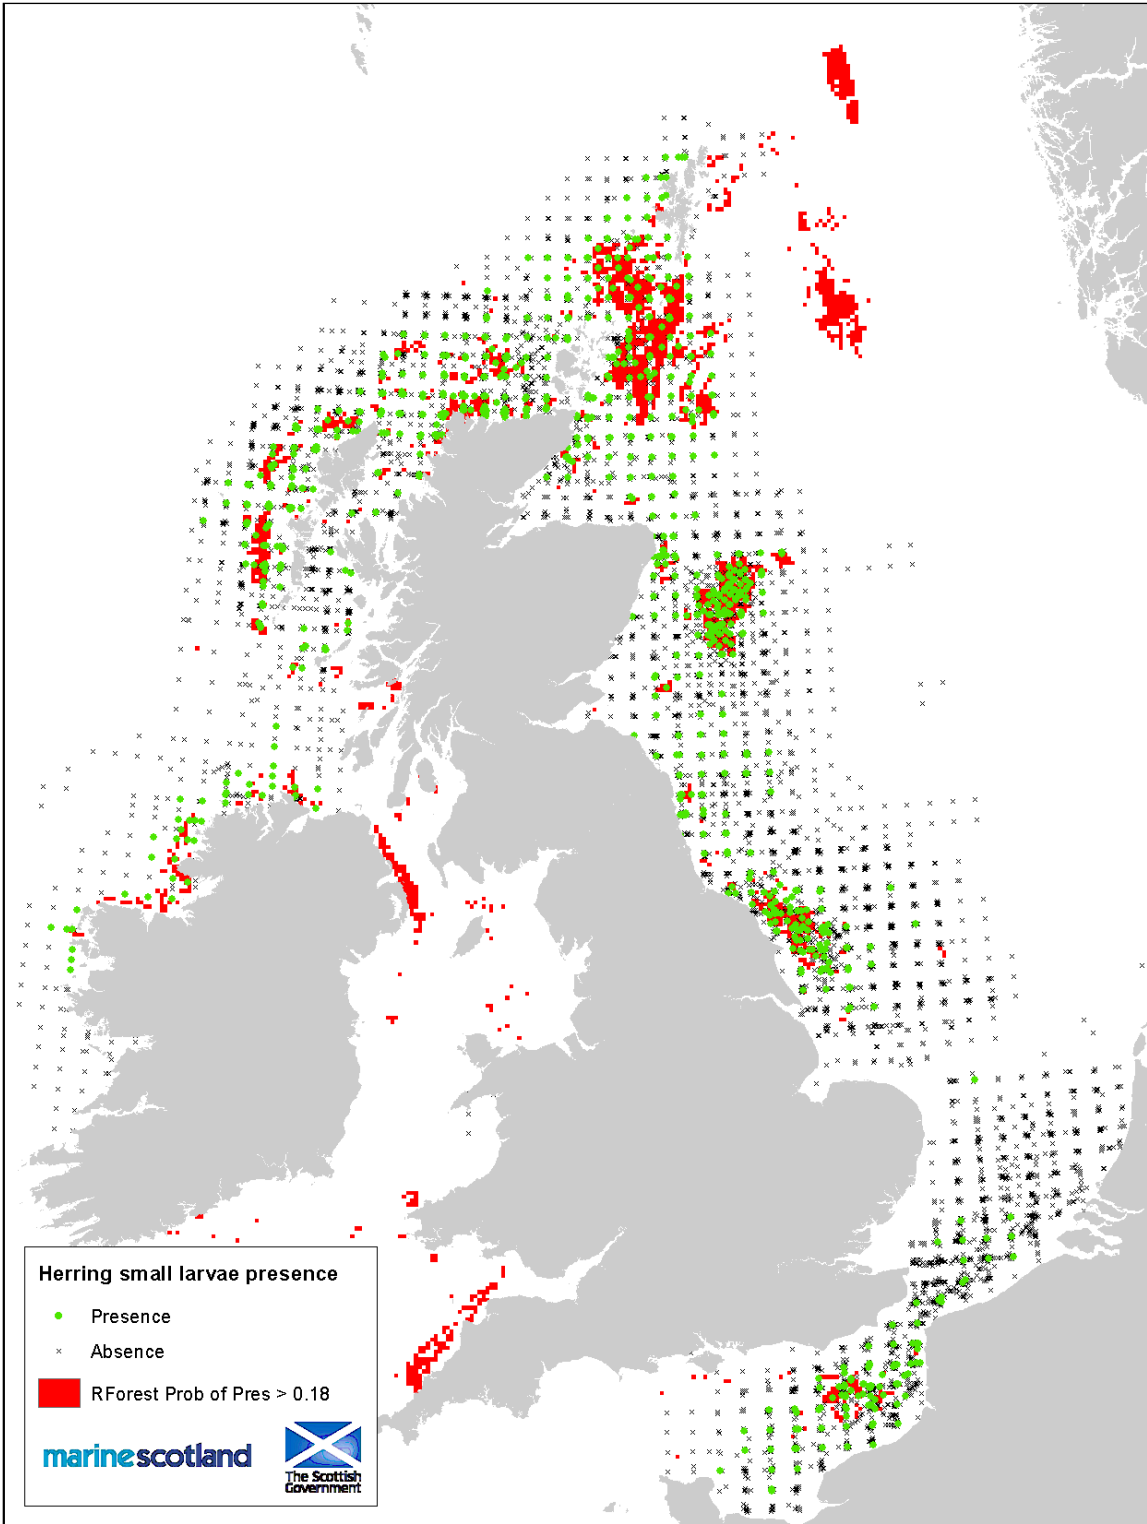 Herring small larvae presence
Presence
Absence
RForest Prob of Pres > 0.18
marinescotland
The Scottish
Government